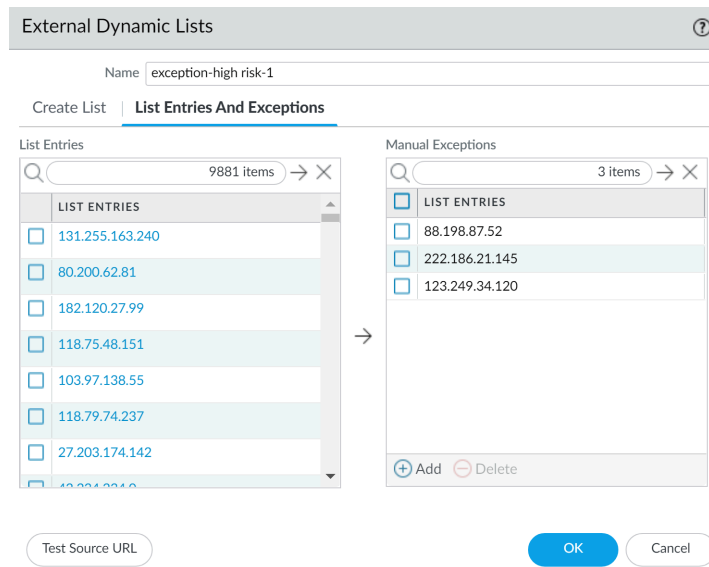 External Dynamic Lists
?
Name exception-high risk-1
Create List List Entries And Exceptions
List Entries
9881 items
LIST ENTRIES
131.255.163.240
80.200.62.81
182.120.27.99
118.75.48.151
103.97.138.55
118.79.74.237
27.203.174.142
Manual Exceptions
3 items
LIST ENTRIES
88.198.87.52
222.186.21.145
123.249.34.120
Add Delete
Test Source URL OK Cancel